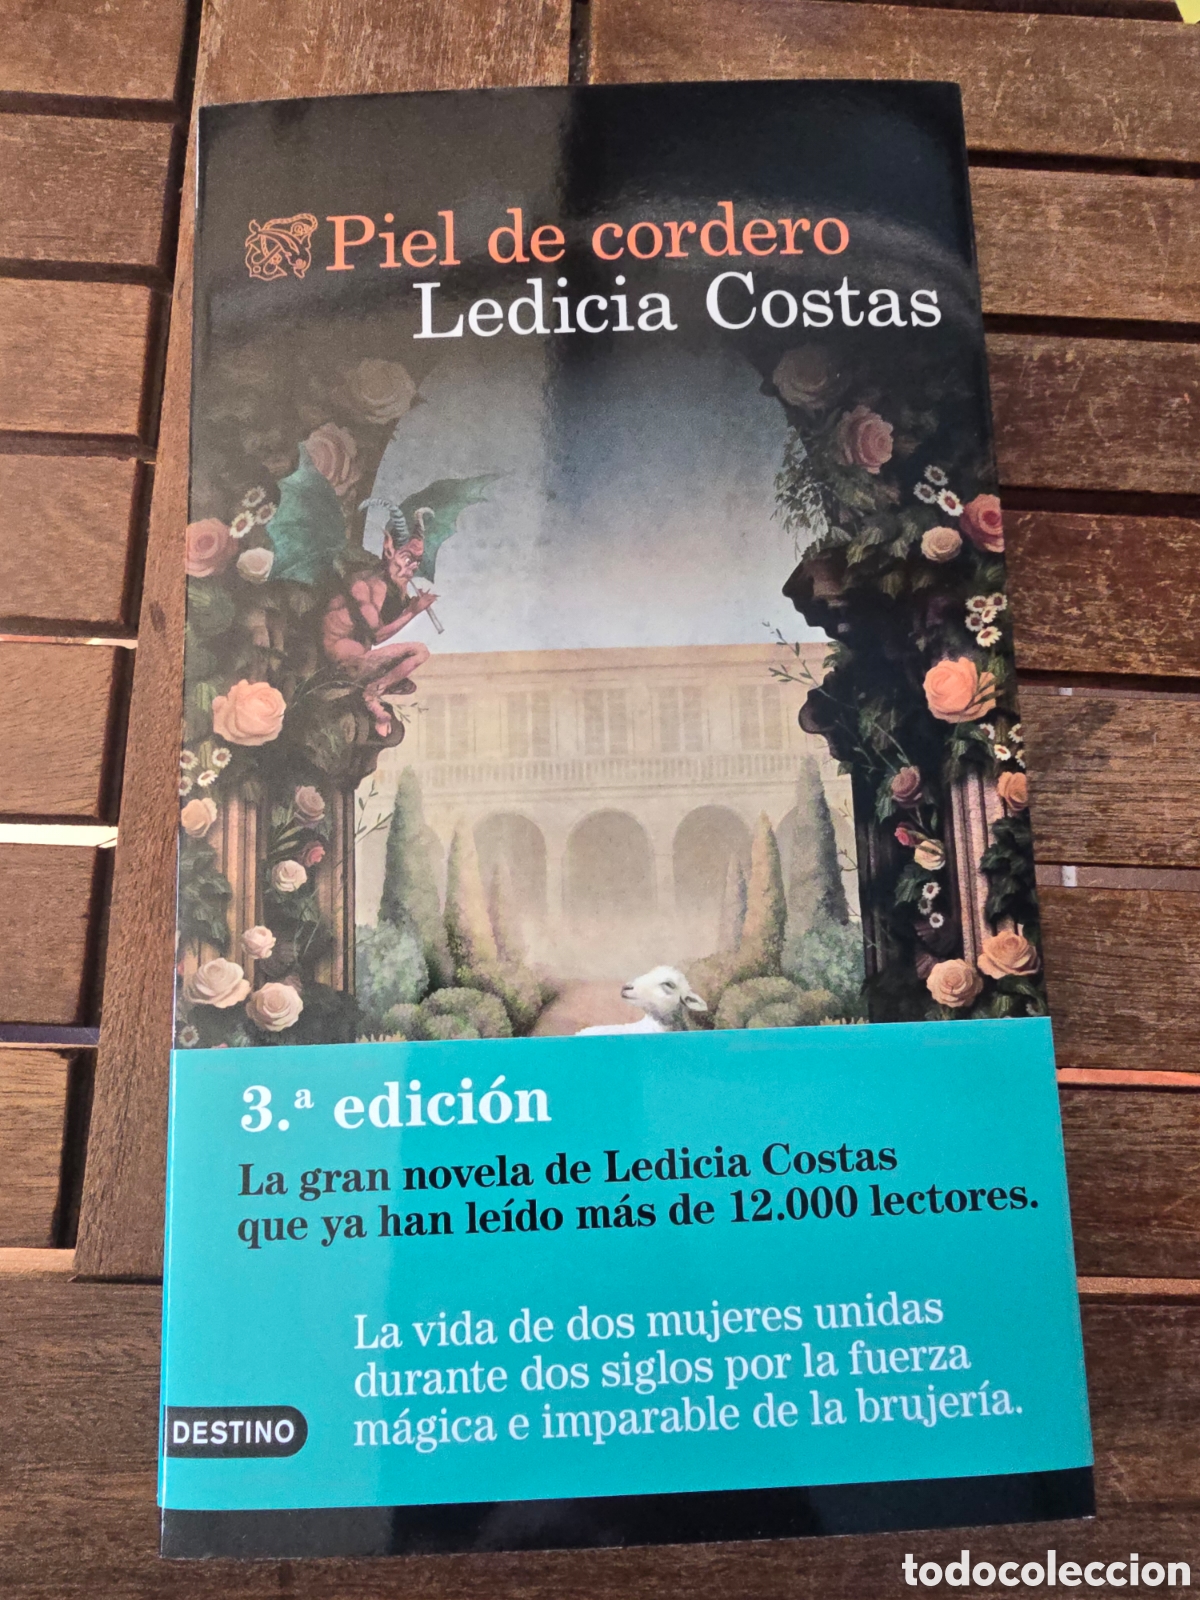 Piel de cordero
Ledicia Costas
3.ª edición
La gran novela de Ledicia Costas
que ya han leído más de 12.000 lectores.
La vida de dos mujeres unidas
durante dos siglos por la fuerza
mágica e imparable de la brujería.
DESTINO
todocoleccion